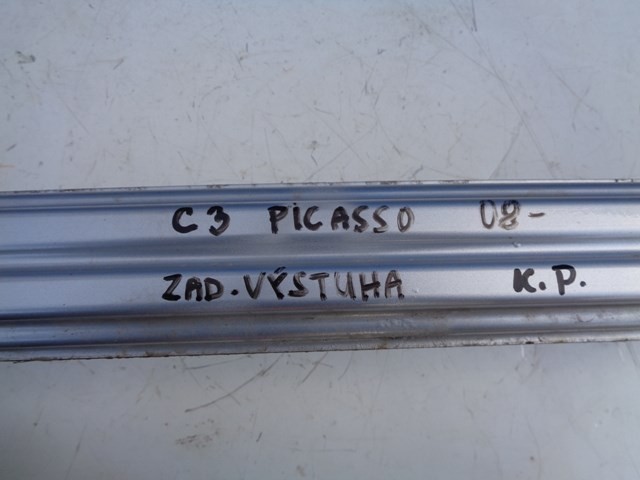 C3 PiCASSO 08-
ZAD. VÝSTUHA K.P.